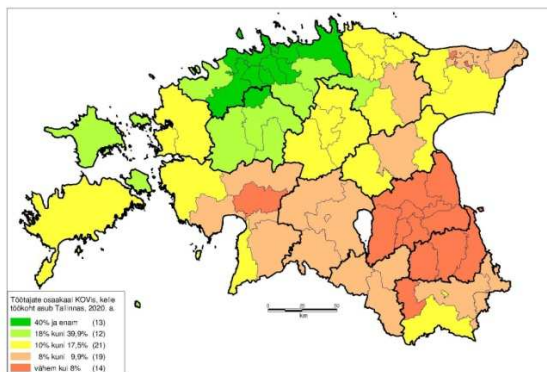 Töötajate osaakaal KOVis, kelle
töökoht asub Tallinnas, 2020. a.
40% ja enam (13)
18% kuni 39,9% (12)
10% kuni 17,5% (21)
8% kuni 9,9% (19)
vähem kui 8% (14)
km